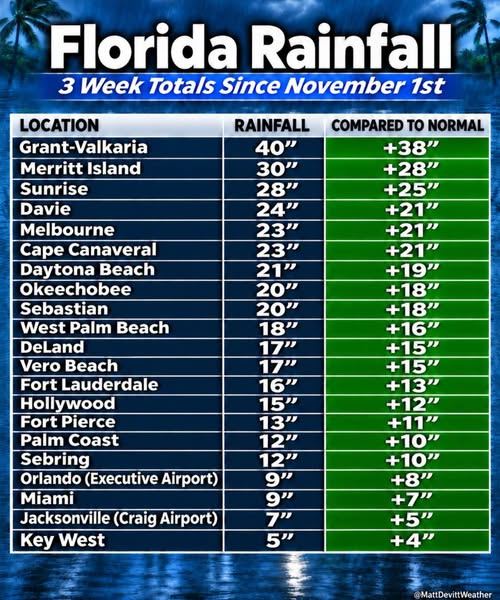 Florida Rainfall
3 Week Totals Since November 1st
LOCATION RAINFALL COMPARED TO NORMAL
Grant-Valkaria 40” +38”
Merritt Island 30” +28”
Sunrise 28” +25”
Davie 24” +21”
Melbourne 23” +21”
Cape Canaveral 23” +21”
Daytona Beach 21” +19”
Okeechobee 20” +18”
Sebastian 20” +18”
West Palm Beach 18” +16”
DeLand 17” +15”
Vero Beach 17” +15”
Fort Lauderdale 16” +13”
Hollywood 15” +12”
Fort Pierce 13” +11”
Palm Coast 12” +10”
Sebring 12” +10”
Orlando (Executive Airport) 9” +8”
Miami 9” +7”
Jacksonville (Craig Airport) 7” +5”
Key West 5” +4”
@MattDevittWeather